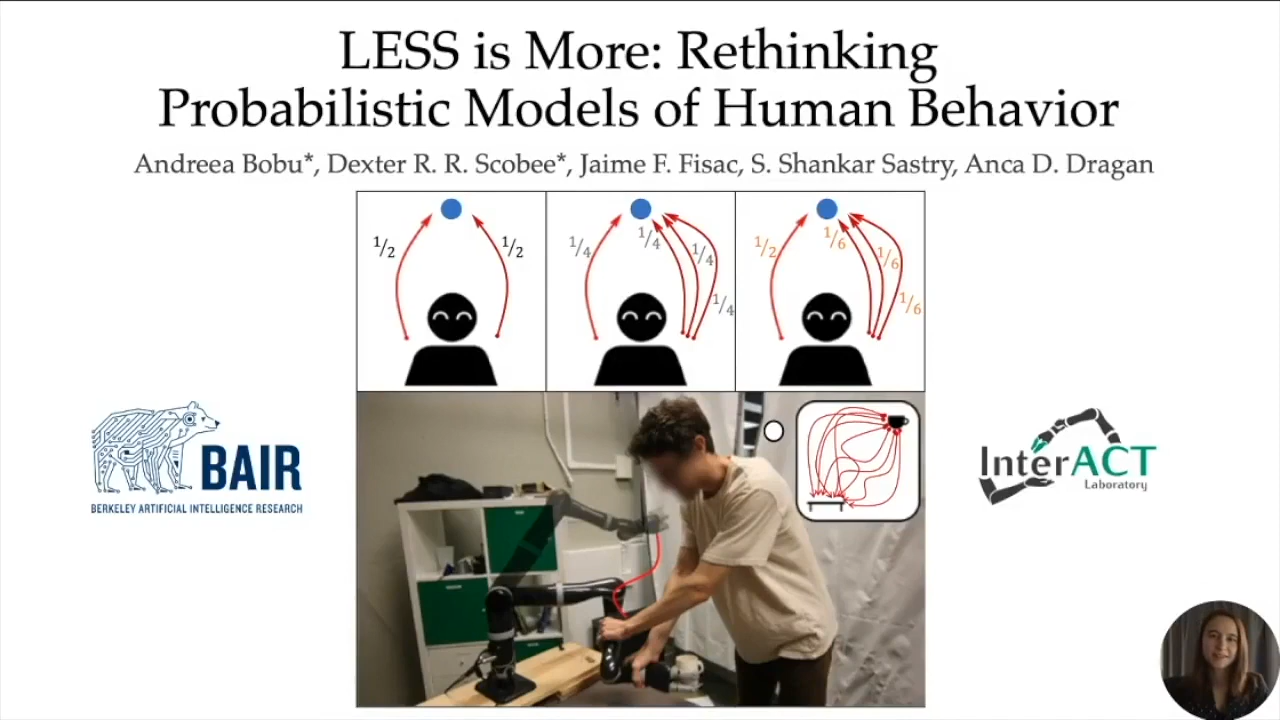 LESS is More: Rethinking
Probabilistic Models of Human Behavior
Andreea Bobu*, Dexter R. R. Scobee*, Jaime F. Fisac, S. Shankar Sastry, Anca D. Dragan
1/2 1/2
1/4 1/4 1/4 1/4
1/2 1/6 1/6 1/6
BAIR
BERKELEY ARTIFICIAL INTELLIGENCE RESEARCH
InterACT
Laboratory